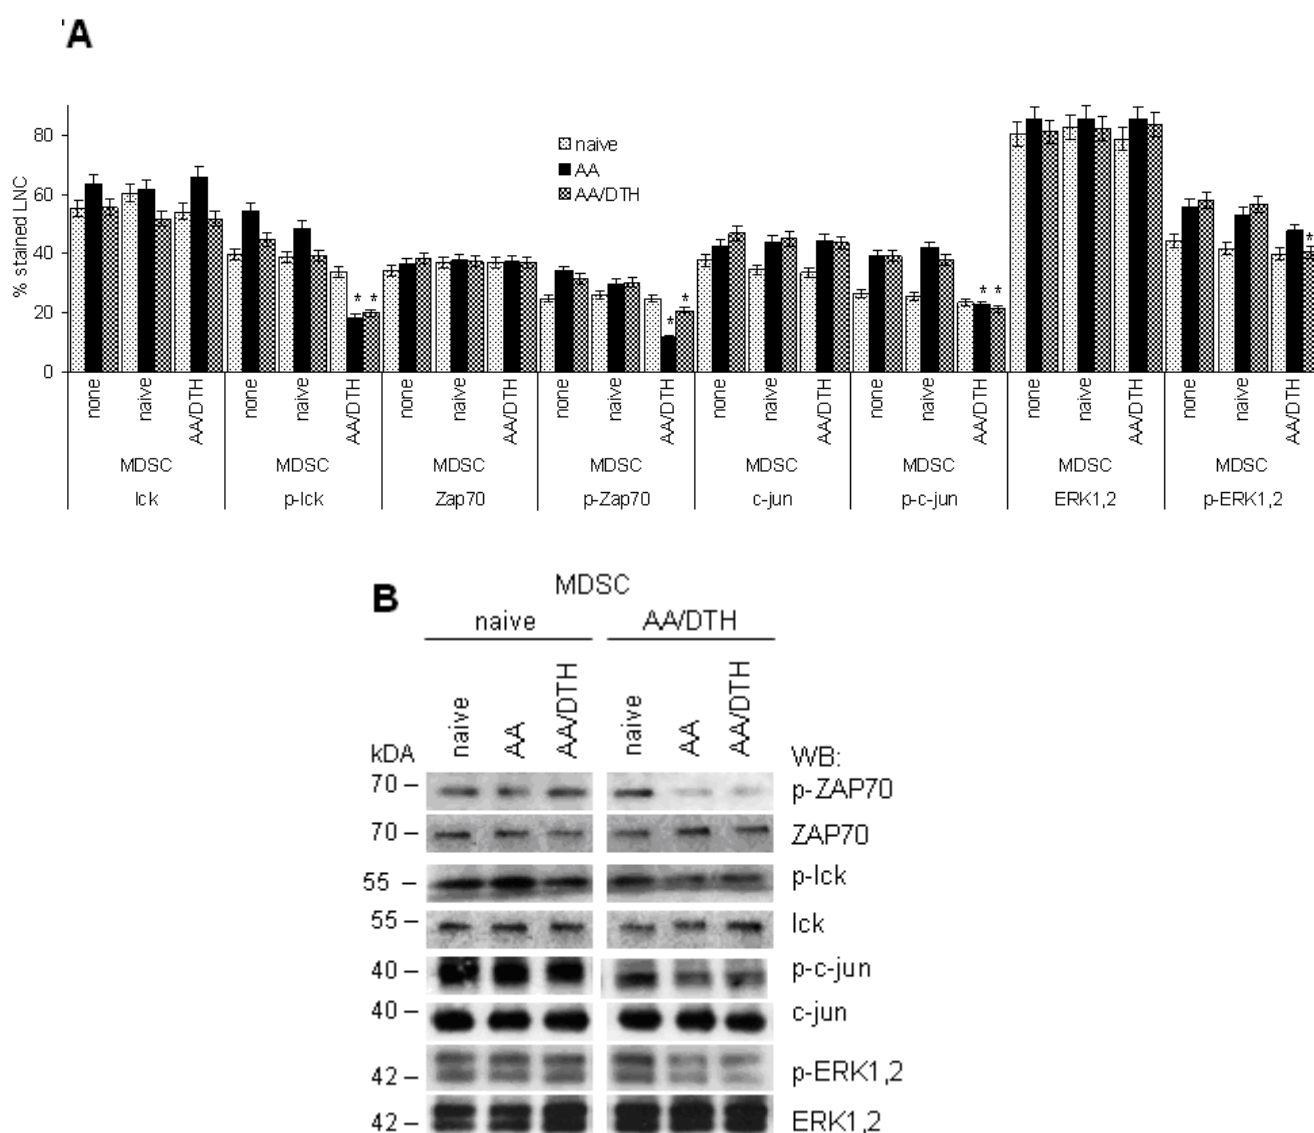 'A
% stained LNC
80
60
40
20
0
naive
AA
AA/DTH
* * * * * * *
none naive AA/DTH none naive AA/DTH none naive AA/DTH none naive AA/DTH none naive AA/DTH none naive AA/DTH none naive AA/DTH none naive AA/DTH
MDSC MDSC MDSC MDSC MDSC MDSC MDSC MDSC
lck p-lck Zap70 p-Zap70 c-jun p-c-jun ERK1,2 p-ERK1,2
B
MDSC
naive AA/DTH
naive AA AA/DTH naive AA AA/DTH
kDA WB:
70 – p-ZAP70
70 – ZAP70
55 – p-lck
55 – lck
40 – p-c-jun
40 – c-jun
42 – p-ERK1,2
42 – ERK1,2